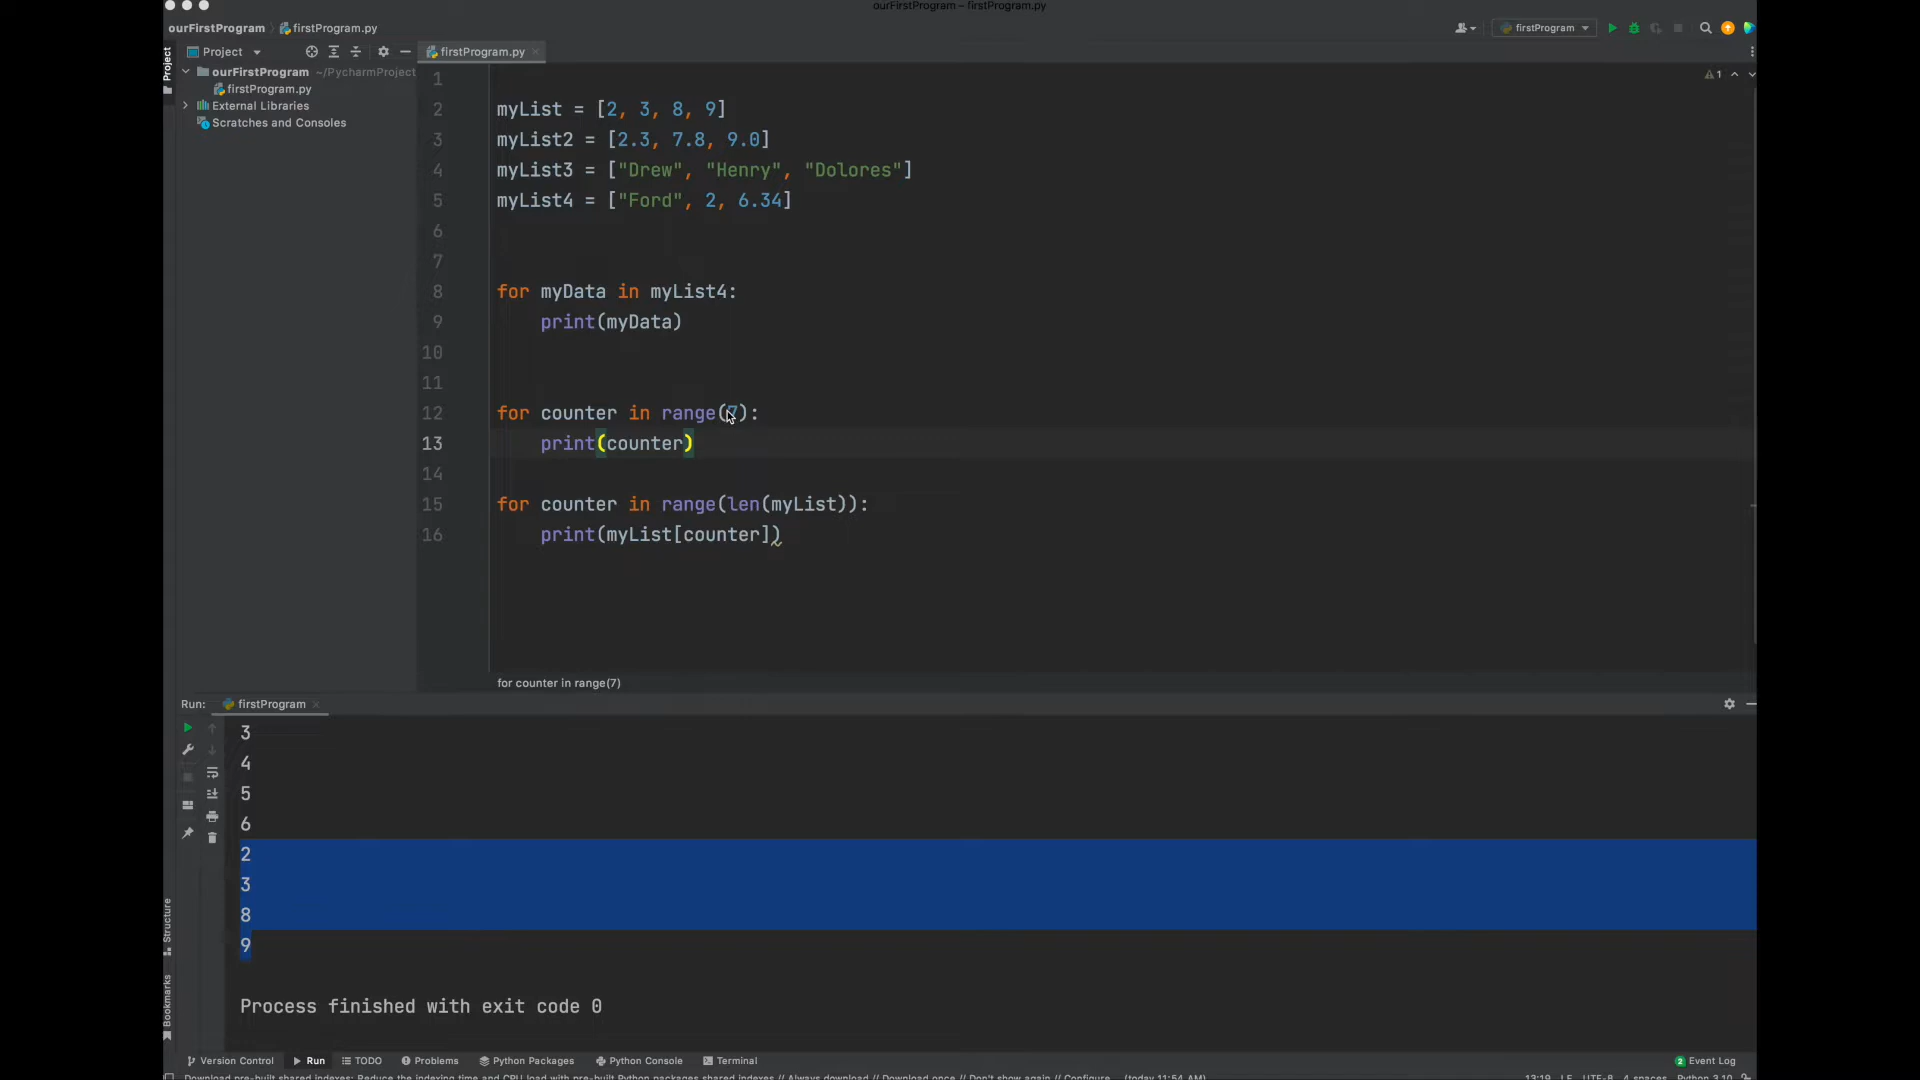 ourFirstProgram – firstProgram.py
ourFirstProgram firstProgram.py
firstProgram
Project
Project
firstProgram.py
ourFirstProgram ~/PycharmProject
firstProgram.py
External Libraries
Scratches and Consoles
1
1
2 myList = [2, 3, 8, 9]
3 myList2 = [2.3, 7.8, 9.0]
4 myList3 = ["Drew", "Henry", "Dolores"]
5 myList4 = ["Ford", 2, 6.34]
6
7
8 for myData in myList4:
9 print(myData)
10
11
12 for counter in range(7):
13 print(counter)
14
15 for counter in range(len(myList)):
16 print(myList[counter])
for counter in range(7)
Run: firstProgram
3
4
5
6
2
3
8
9
Process finished with exit code 0
Structure
Bookmarks
Version Control Run TODO Problems Python Packages Python Console Terminal 2 Event Log
Download pre-built shared indexes: Reduce the indexing time and CPU load with pre-built Python packages shared indexes // Always download // Download once // Don't show again // Configure... (today 11:54 AM) 13:19 LF UTF-8 4 spaces Python 3.10